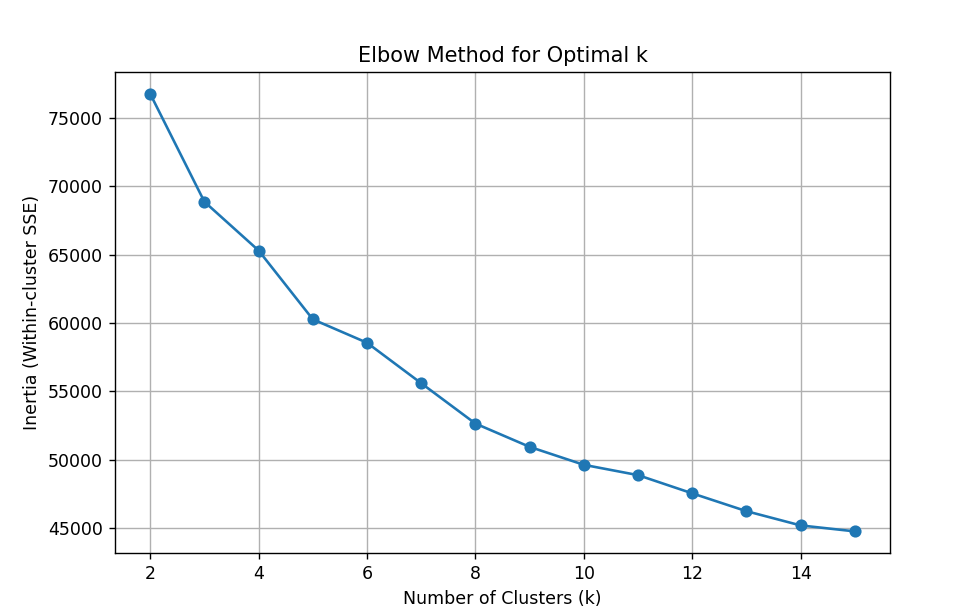 Elbow Method for Optimal k
Inertia (Within-cluster SSE)
75000
70000
65000
60000
55000
50000
45000
2 4 6 8 10 12 14
Number of Clusters (k)